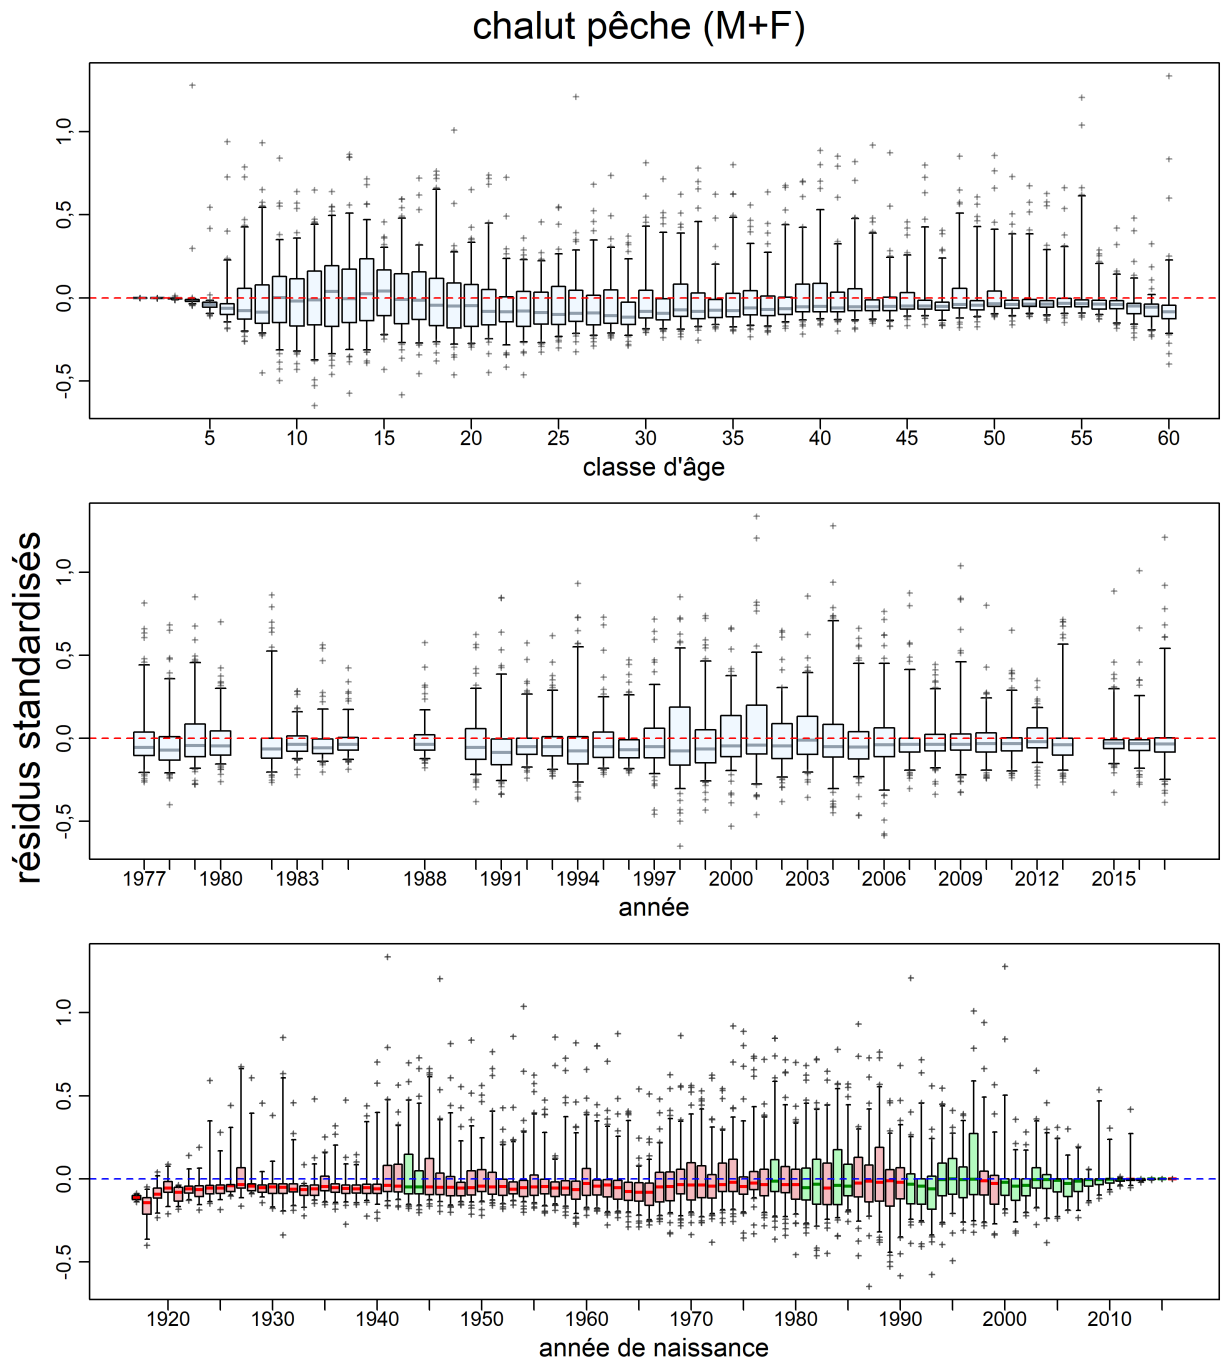 chalut pêche (M+F)
résidus standardisés
1,0
0,5
0,0
-0,5
5 10 15 20 25 30 35 40 45 50 55 60
classe d'âge
1,0
0,5
0,0
-0,5
1977 1980 1983 1988 1991 1994 1997 2000 2003 2006 2009 2012 2015
année
1.0
0.5
0.0
-0.5
1920 1930 1940 1950 1960 1970 1980 1990 2000 2010
année de naissance